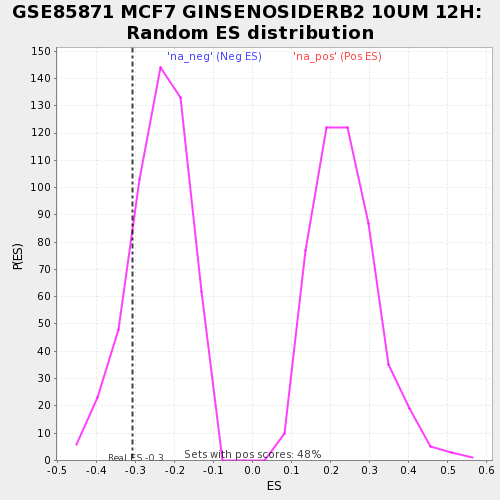 GSE85871 MCF7 GINSENOSIDERB2 10UM 12H:
Random ES distribution
'na_neg' (Neg ES) 'na_pos' (Pos ES)
150
140
130
120
110
100
90
80
70
60
50
40
30
20
10
0
P(ES)
Real ES -0.3
Sets with pos scores: 48%
-0.5 -0.4 -0.3 -0.2 -0.1 0.0 0.1 0.2 0.3 0.4 0.5 0.6
ES